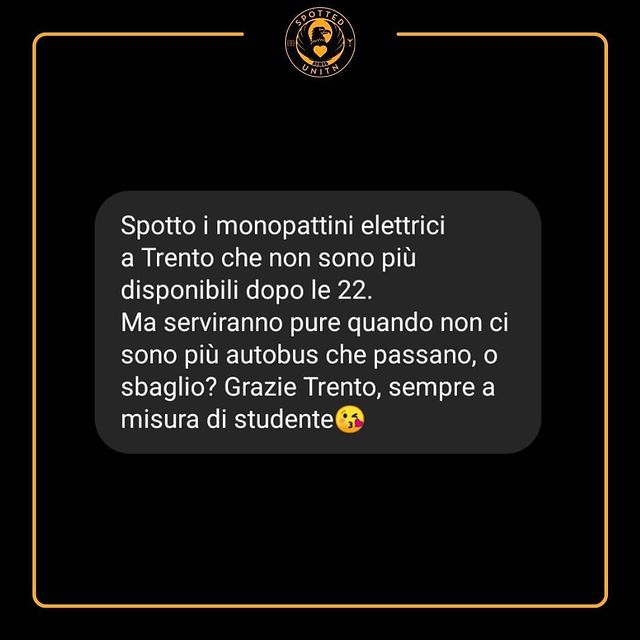 SPOTTED
UNITN
Spotto i monopattini elettrici
a Trento che non sono più
disponibili dopo le 22.
Ma serviranno pure quando non ci
sono più autobus che passano, o
sbaglio? Grazie Trento, sempre a
misura di studente😘